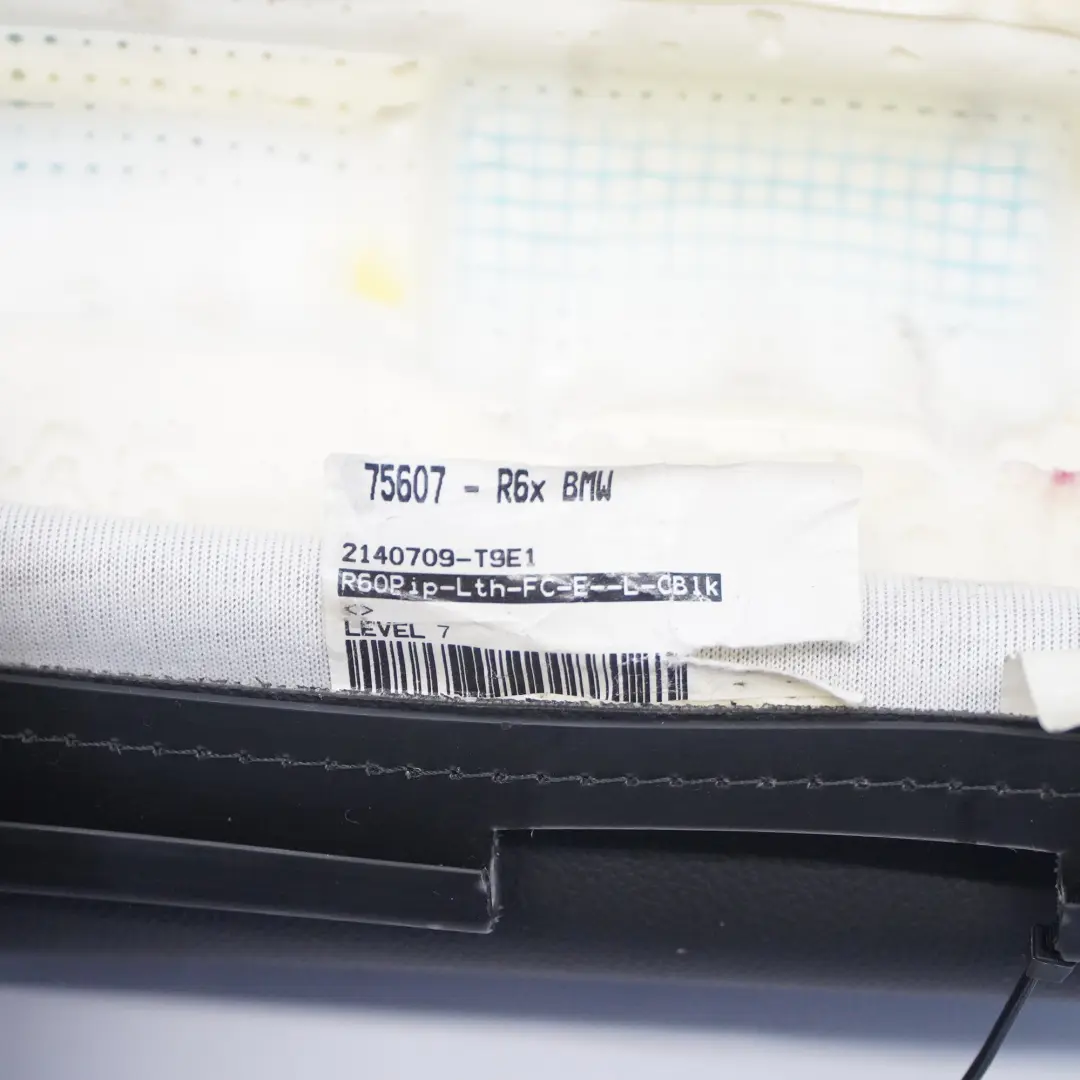 75607 - R6x BMW
2140709-T9E1
R60Pip-Lth-FC-E--L-CBlk
<>
LEVEL 7